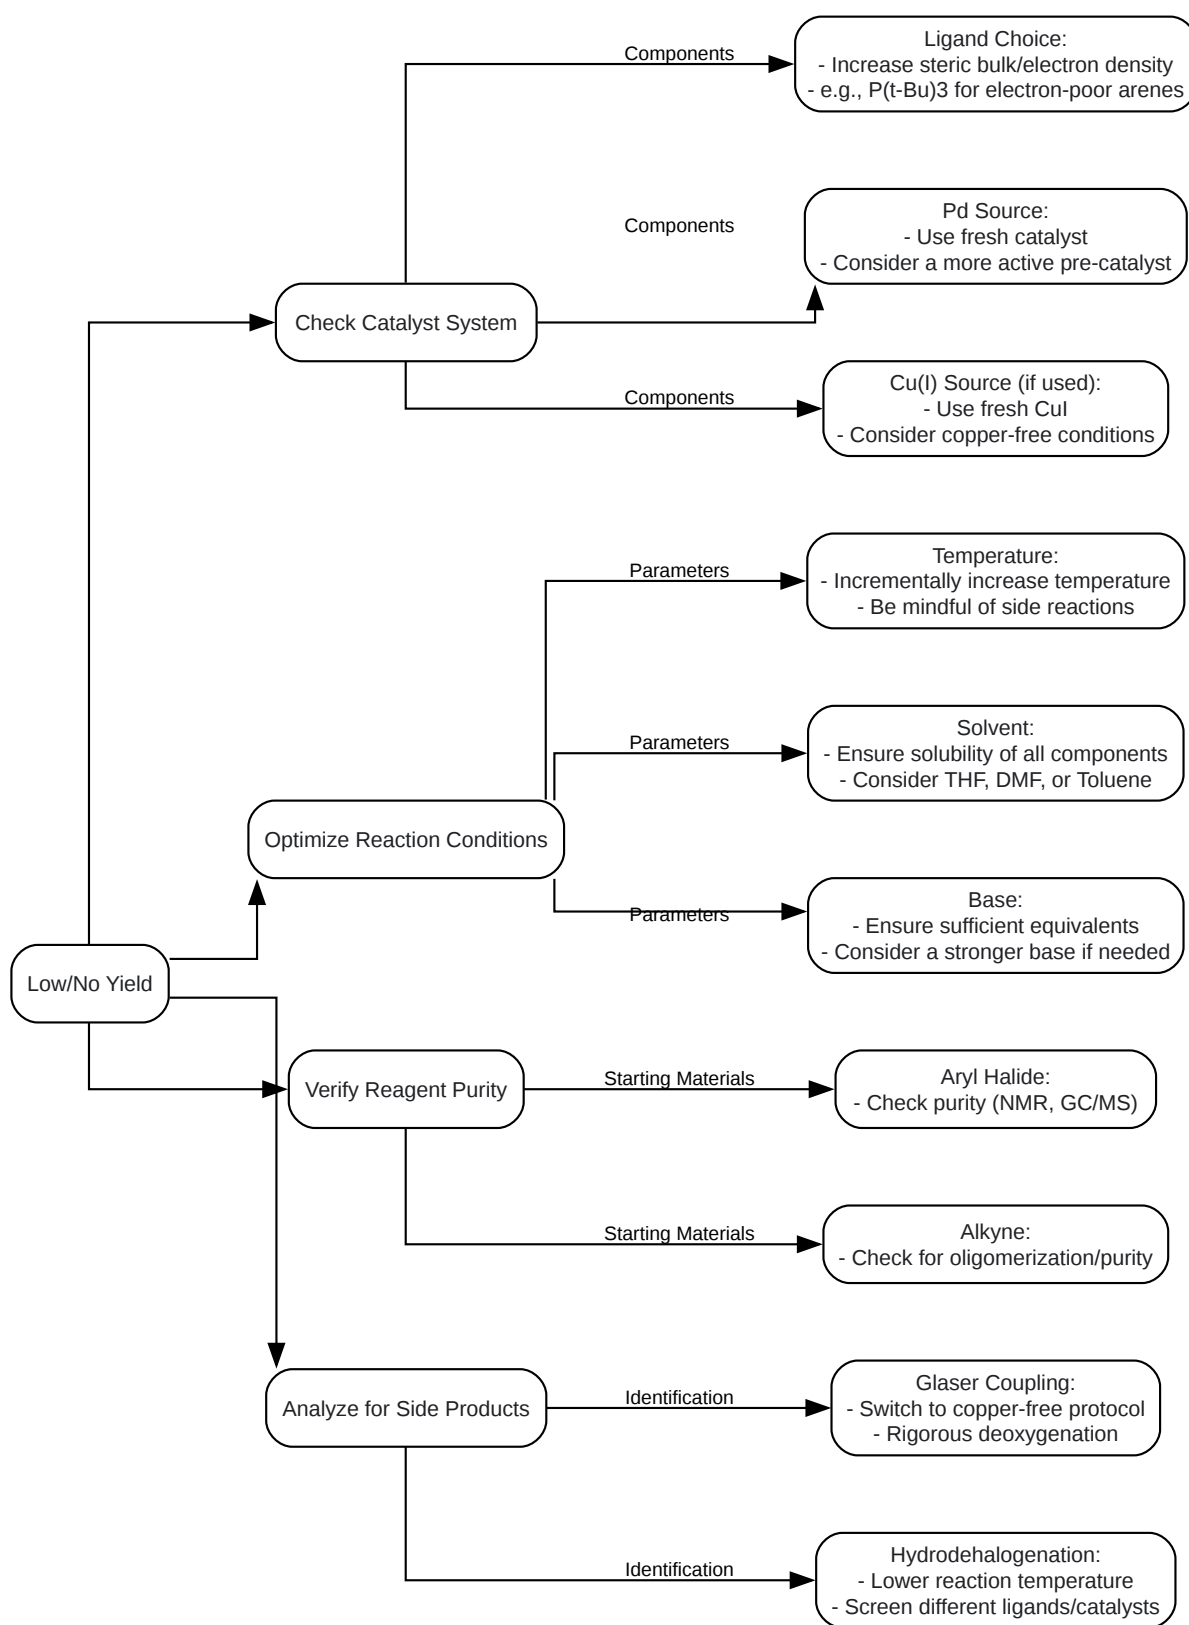 Components
Ligand Choice:
- Increase steric bulk/electron density
- e.g., P(t-Bu)3 for electron-poor arenes
Components
Pd Source:
- Use fresh catalyst
- Consider a more active pre-catalyst
Check Catalyst System
Components
Cu(I) Source (if used):
- Use fresh CuI
- Consider copper-free conditions
Parameters
Temperature:
- Incrementally increase temperature
- Be mindful of side reactions
Parameters
Solvent:
- Ensure solubility of all components
- Consider THF, DMF, or Toluene
Optimize Reaction Conditions
Parameters
Base:
- Ensure sufficient equivalents
- Consider a stronger base if needed
Low/No Yield
Verify Reagent Purity
Starting Materials
Aryl Halide:
- Check purity (NMR, GC/MS)
Starting Materials
Alkyne:
- Check for oligomerization/purity
Analyze for Side Products
Identification
Glaser Coupling:
- Switch to copper-free protocol
- Rigorous deoxygenation
Identification
Hydrodehalogenation:
- Lower reaction temperature
- Screen different ligands/catalysts